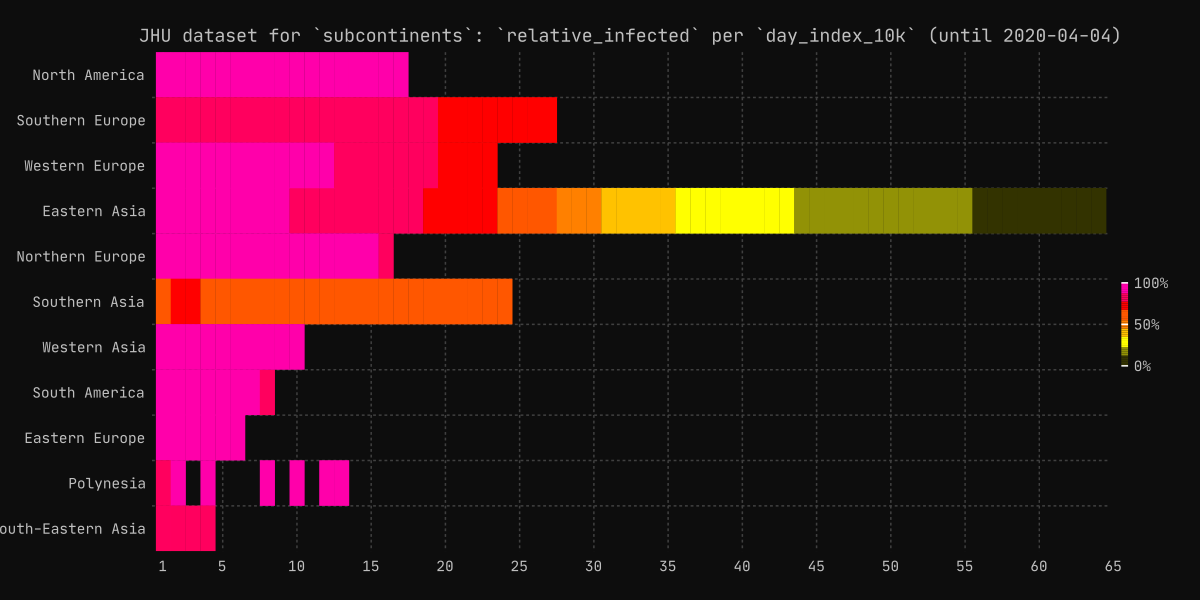 JHU dataset for `subcontinents`: `relative_infected` per `day_index_10k` (until 2020-04-04)
North America
Southern Europe
Western Europe
Eastern Asia
Northern Europe
Southern Asia
100%
50%
Western Asia
0%
South America
Eastern Europe
Polynesia
outh-Eastern Asia
1 5 10 15 20 25 30 35 40 45 50 55 60 65